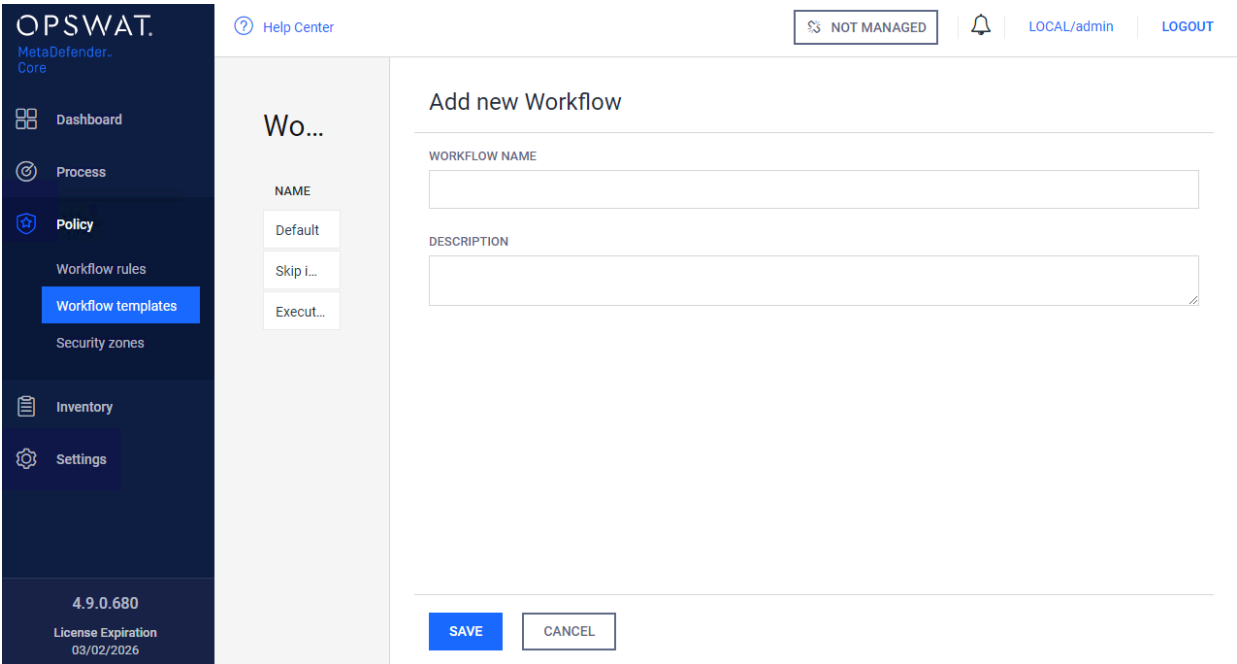 OPSWAT.
MetaDefender™
Core
Dashboard
Process
Policy
Workflow rules
Workflow templates
Security zones
Inventory
Settings
4.9.0.680
License Expiration
03/02/2026
Help Center
NOT MANAGED
LOCAL/admin
LOGOUT
Wo...
NAME
Default
Skip i...
Execut...
Add new Workflow
WORKFLOW NAME
DESCRIPTION
SAVE
CANCEL